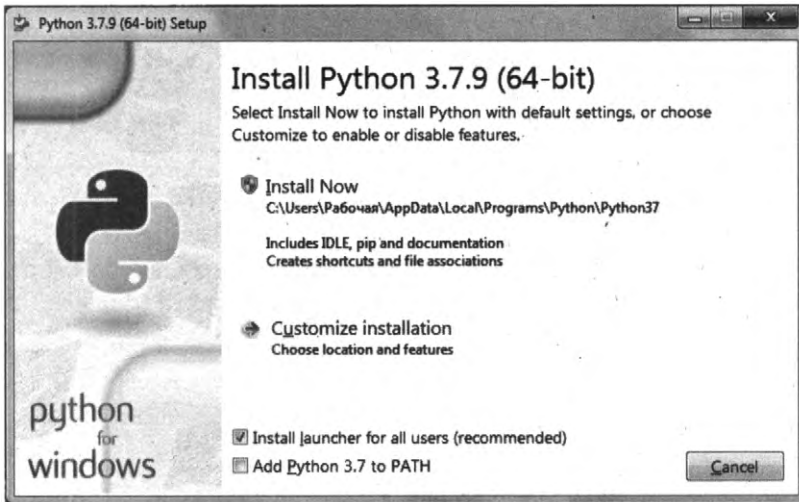 Python 3.7.9 (64-bit) Setup
Install Python 3.7.9 (64-bit)
Select Install Now to install Python with default settings, or choose
Customize to enable or disable features.
Install Now
C:\Users\Рабочая\AppData\Local\Programs\Python\Python37
Includes IDLE, pip and documentation
Creates shortcuts and file associations
Customize installation
Choose location and features
python
for
windows
Install launcher for all users (recommended)
Add Python 3.7 to PATH
Cancel